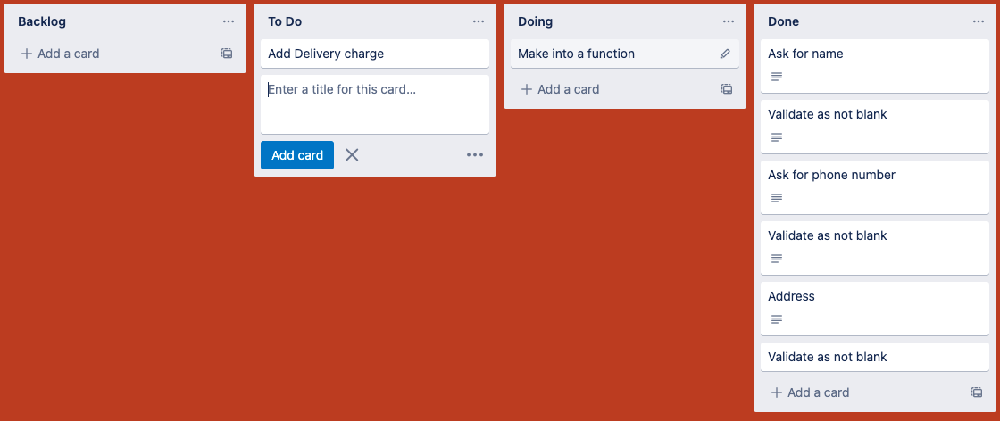 Backlog
Add a card
To Do
Add Delivery charge
Enter a title for this card...
Add card
Doing
Make into a function
Add a card
Done
Ask for name
Validate as not blank
Ask for phone number
Validate as not blank
Address
Validate as not blank
Add a card